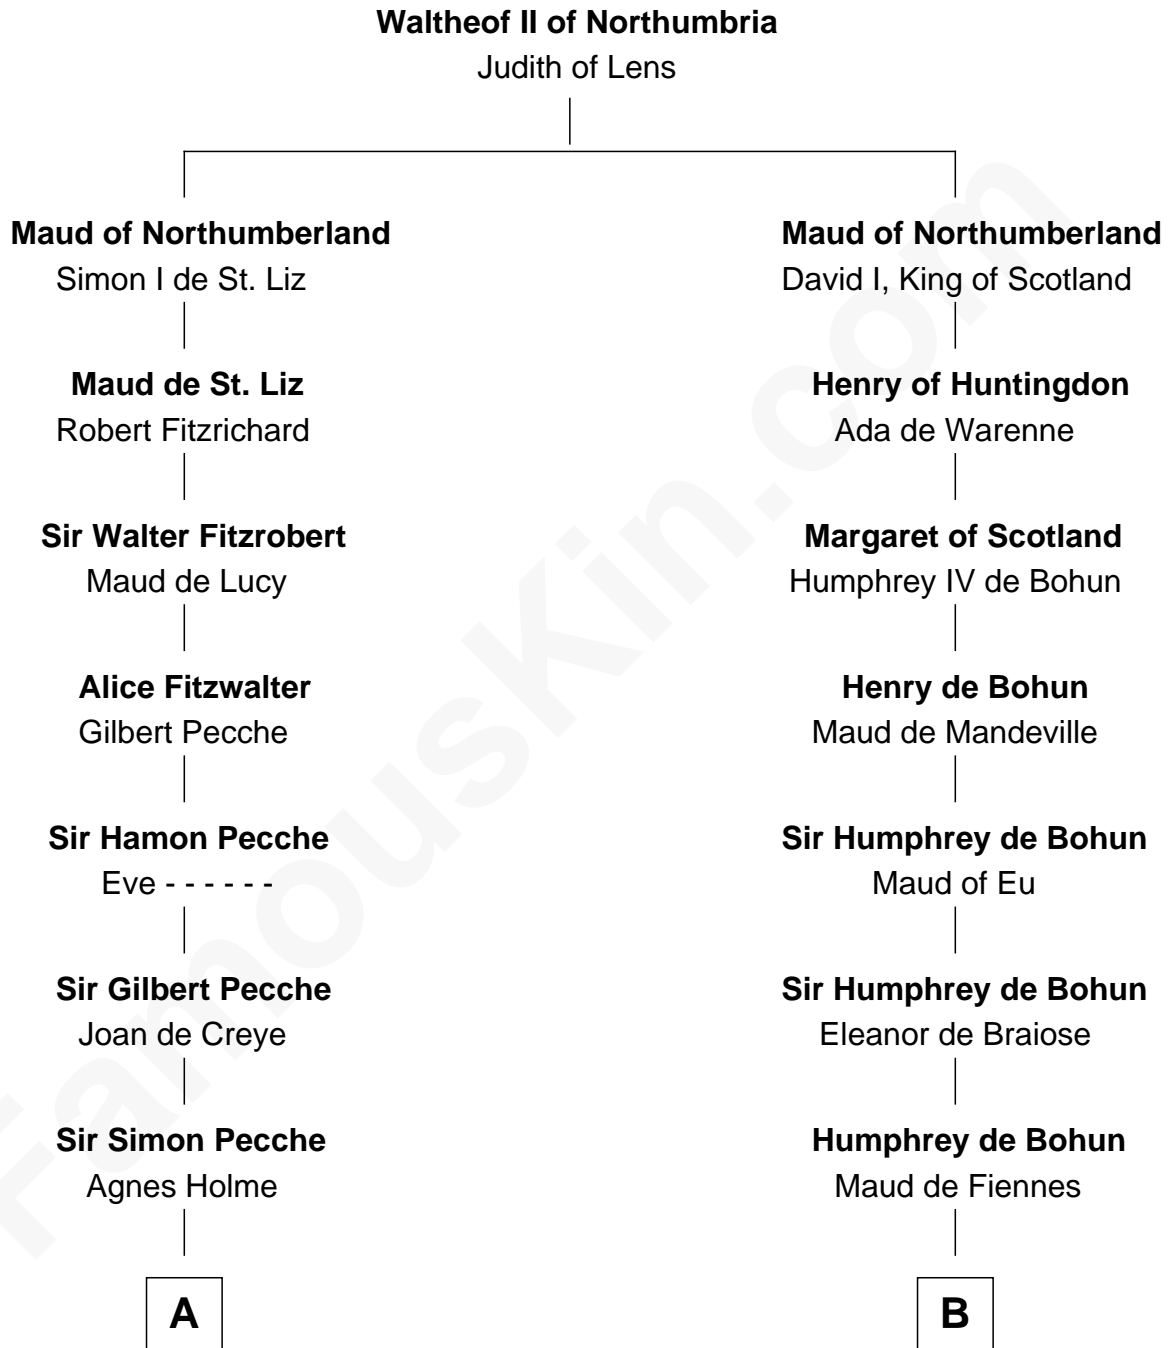 Waltheof II of Northumbria
Judith of Lens
Maud of Northumberland
Simon I de St. Liz
Maud of Northumberland
David I, King of Scotland
Maud de St. Liz
Robert Fitzrichard
Henry of Huntingdon
Ada de Warenne
Sir Walter Fitzrobert
Maud de Lucy
Margaret of Scotland
Humphrey IV de Bohun
Alice Fitzwalter
Gilbert Pecche
Henry de Bohun
Maud de Mandeville
Sir Hamon Pecche
Eve - - - - - -
Sir Humphrey de Bohun
Maud of Eu
Sir Gilbert Pecche
Joan de Creye
Sir Humphrey de Bohun
Eleanor de Braiose
Sir Simon Pecche
Agnes Holme
Humphrey de Bohun
Maud de Fiennes
A
B
FamousKin.com